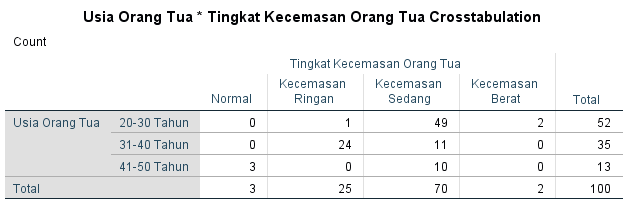 Usia Orang Tua * Tingkat Kecemasan Orang Tua Crosstabulation
Count
Tingkat Kecemasan Orang Tua
Normal Kecemasan Ringan Kecemasan Sedang Kecemasan Berat Total
Usia Orang Tua 20-30 Tahun 0 1 49 2 52
31-40 Tahun 0 24 11 0 35
41-50 Tahun 3 0 10 0 13
Total 3 25 70 2 100